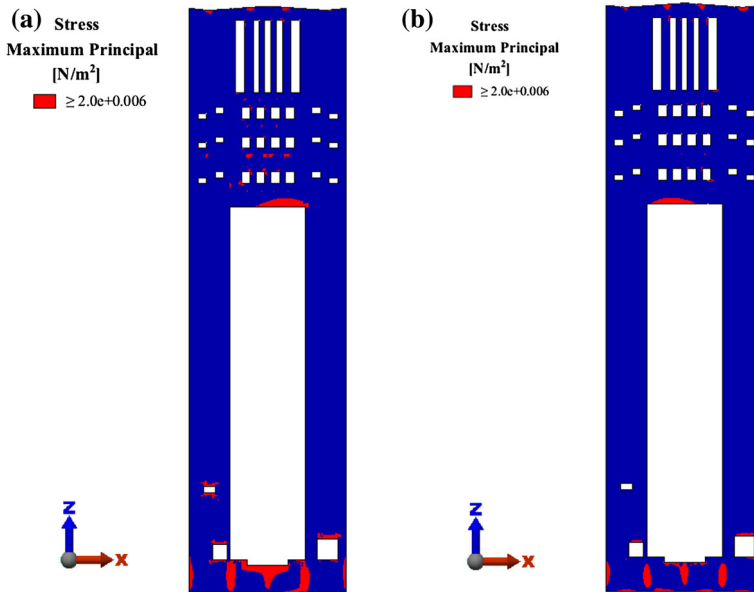 (a)
Stress
Maximum Principal
[N/m²]
≥ 2.0e+0.006
Z
X
(b)
Stress
Maximum Principal
[N/m²]
≥ 2.0e+0.006
Z
X